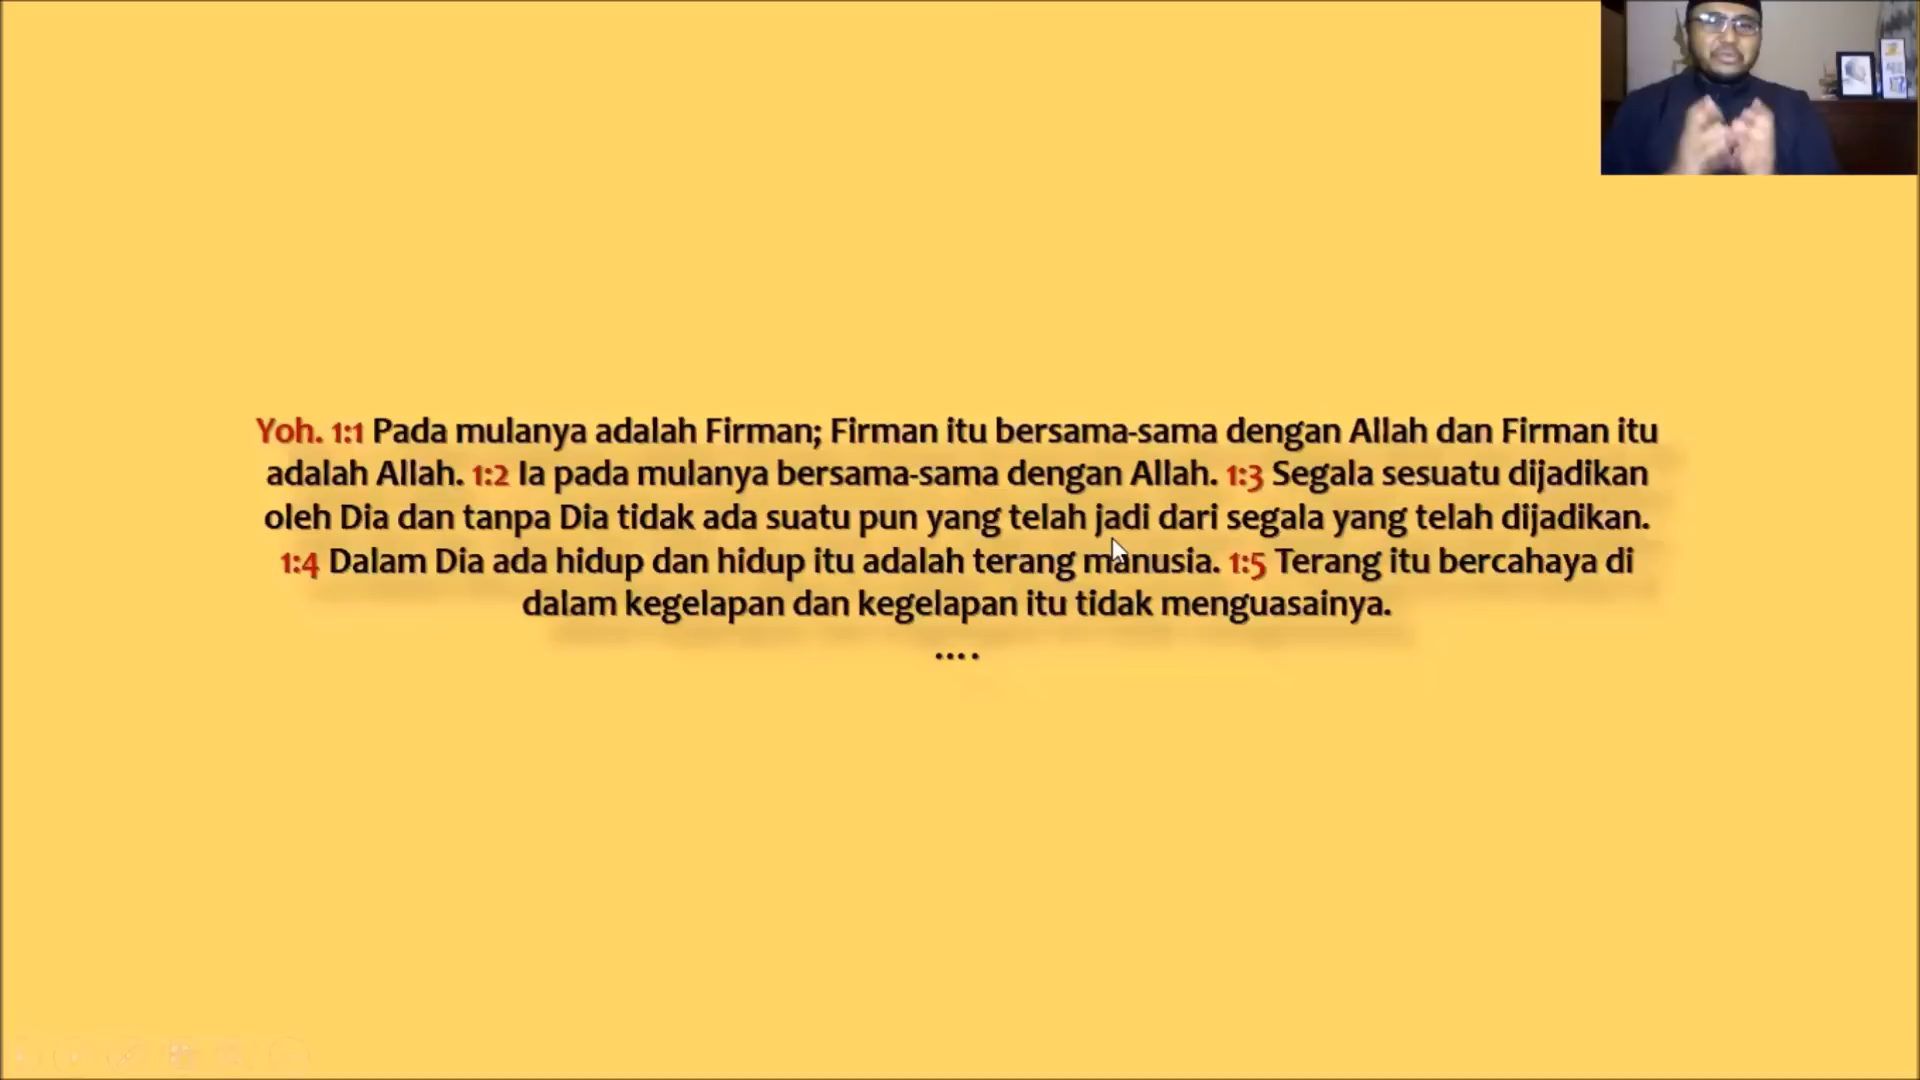 Yoh. 1:1 Pada mulanya adalah Firman; Firman itu bersama-sama dengan Allah dan Firman itu
adalah Allah. 1:2 Ia pada mulanya bersama-sama dengan Allah. 1:3 Segala sesuatu dijadikan
oleh Dia dan tanpa Dia tidak ada suatu pun yang telah jadi dari segala yang telah dijadikan.
1:4 Dalam Dia ada hidup dan hidup itu adalah terang manusia. 1:5 Terang itu bercahaya di
dalam kegelapan dan kegelapan itu tidak menguasainya.
....